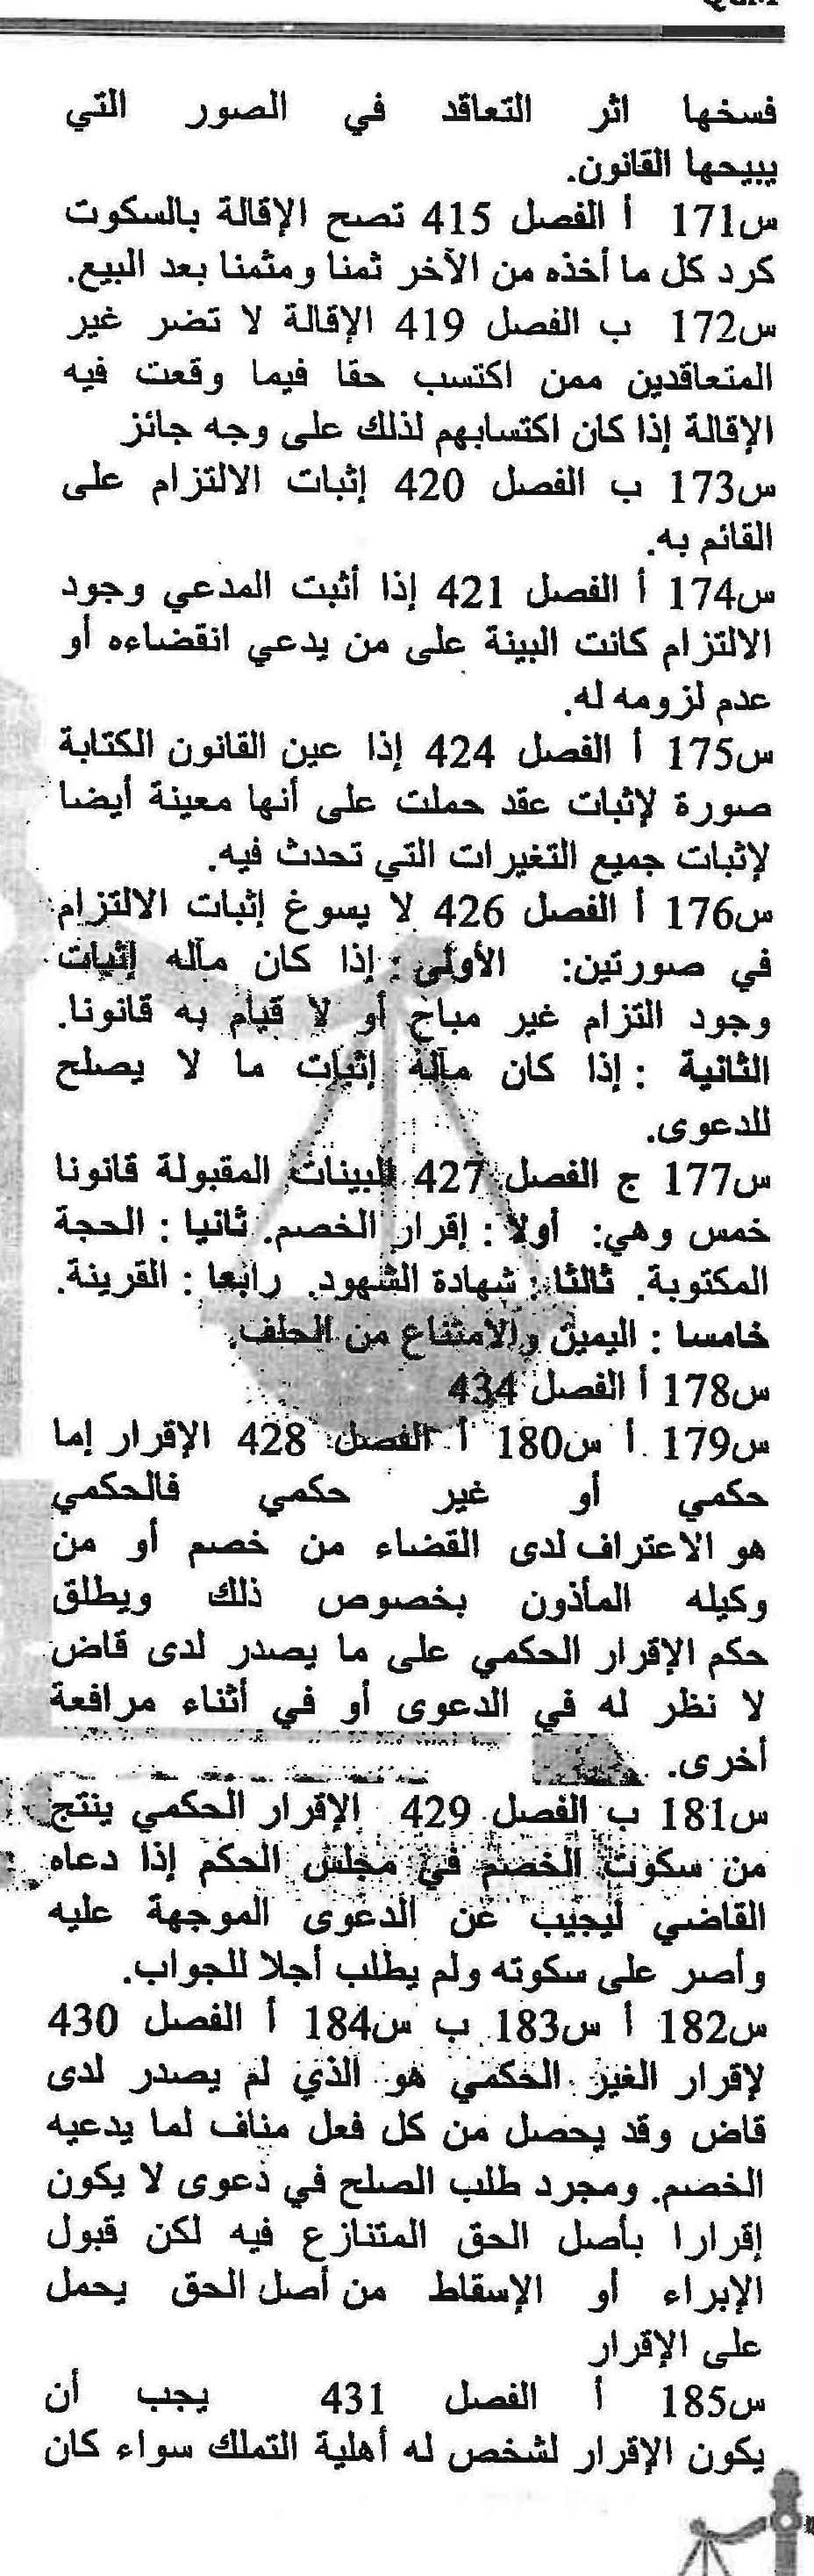 فسخها اثر التعاقد في الصور التي
يبيحها القانون.
س171 أ الفصل 415 تصح الإقالة بالسكوت
كرد كل ما أخذه من الآخر ثمنا ومثمنا بعد البيع.
س172 ب الفصل 419 الإقالة لا تضر غير
المتعاقدين ممن اكتسب حقا فيما وقعت فيه
الإقالة إذا كان اكتسابهم لذلك على وجه جائز
س173 ب الفصل 420 إثبات الالتزام على
القائم به.
س174 أ الفصل 421 إذا أثبت المدعي وجود
الالتزام كانت البينة على من يدعي انقضاءه أو
عدم لزومه له.
س175 أ الفصل 424 إذا عين القانون الكتابة
صورة لإثبات عقد حملت على أنها معينة أيضا
لإثبات جميع التغيرات التي تحدث فيه.
س176 أ الفصل 426 لا يسوغ إثبات الالتزام
في صورتين: الأولى : إذا كان مآله إثبات
وجود التزام غير مباح أو لا قيام به قانونا.
الثانية : إذا كان مآله إثبات ما لا يصلح
للدعوى.
س177 ج الفصل 427 البينات المقبولة قانونا
خمس وهي: أولا : إقرار الخصم. ثانيا : الحجة
المكتوبة. ثالثا : شهادة الشهود. رابعا : القرينة.
خامسا : اليمين والامتناع من الحلف.
س178 أ الفصل 434
س179 أ س180 أ الفصل 428 الإقرار إما
حكمي أو غير حكمي فالحكمي
هو الاعتراف لدى القضاء من خصم أو من
وكيله المأذون بخصوص ذلك ويطلق
حكم الإقرار الحكمي على ما يصدر لدى قاض
لا نظر له في الدعوى أو في أثناء مرافعة
أخرى.
س181 ب الفصل 429 الإقرار الحكمي ينتج
من سكوت الخصم في مجلس الحكم إذا دعاه
القاضي ليجيب عن الدعوى الموجهة عليه
وأصر على سكوته ولم يطلب أجلا للجواب.
س182 أ س183 ب س184 أ الفصل 430
لإقرار الغير الحكمي هو الذي لم يصدر لدى
قاض وقد يحصل من كل فعل مناف لما يدعيه
الخصم. ومجرد طلب الصلح في دعوى لا يكون
إقرارا بأصل الحق المتنازع فيه لكن قبول
الإبراء أو الإسقاط من أصل الحق يحمل
على الإقرار
س185 أ الفصل 431 يجب أن
يكون الإقرار لشخص له أهلية التملك سواء كان